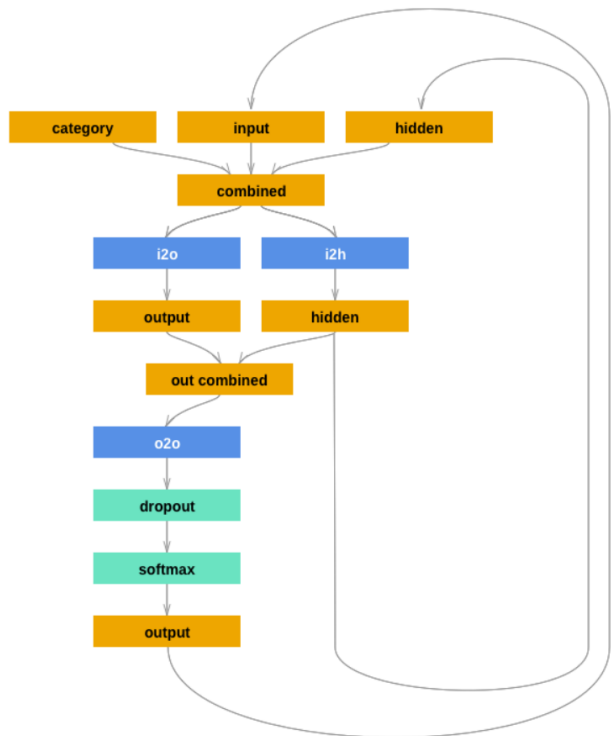 category
input
hidden
combined
i2o
i2h
output
hidden
out combined
o2o
dropout
softmax
output